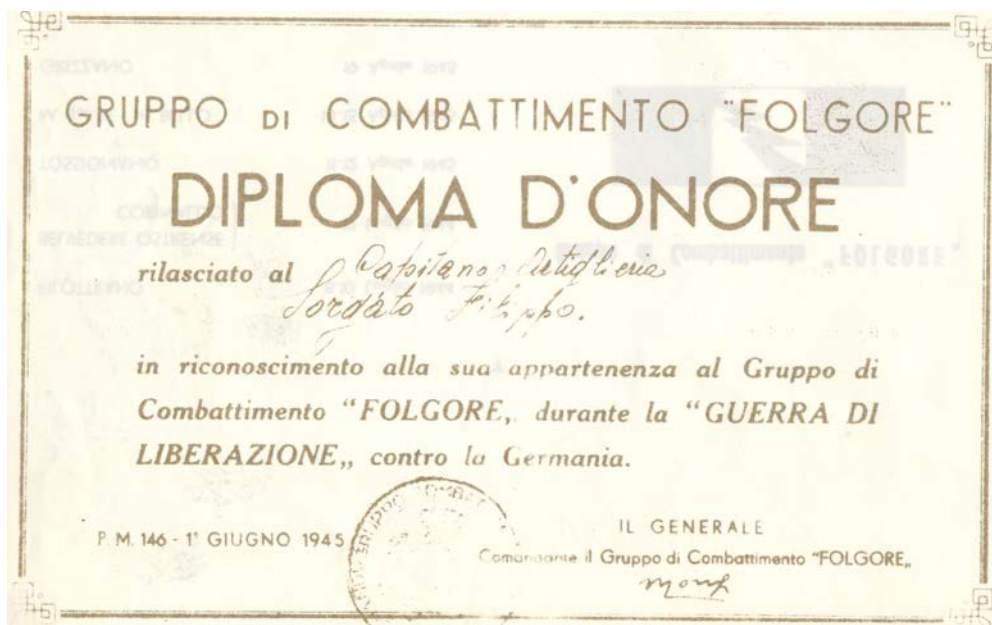 GRUPPO DI COMBATTIMENTO "FOLGORE"
DIPLOMA D'ONORE
rilasciato al Capitano Artiglieria
Sordato Filippo.
in riconoscimento alla sua appartenenza al Gruppo di
Combattimento "FOLGORE„ durante la "GUERRA DI
LIBERAZIONE„ contro la Germania.
P. M. 146 - 1° GIUGNO 1945
IL GENERALE
Comandante il Gruppo di Combattimento "FOLGORE„